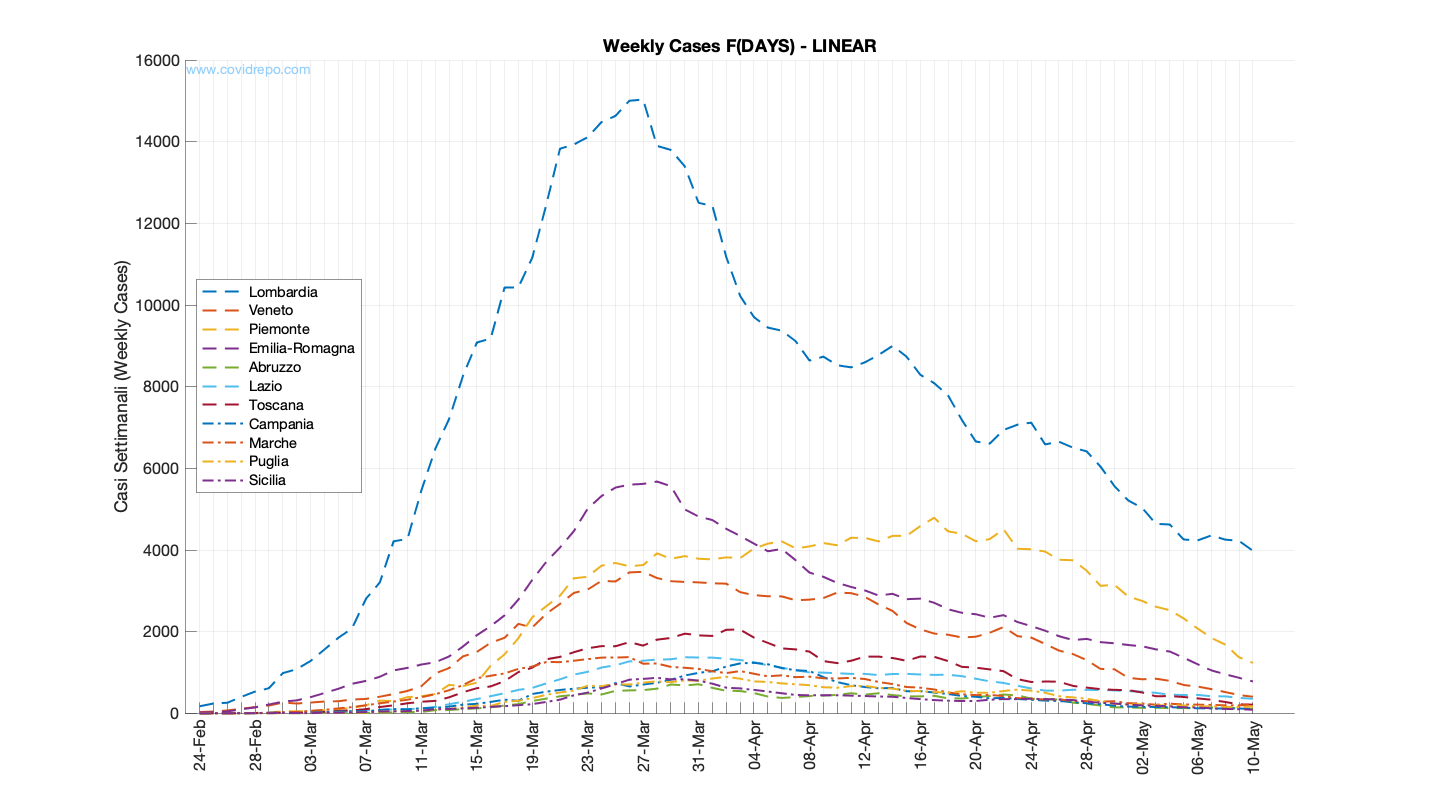 Weekly Cases F(DAYS) - LINEAR
www.covidrepo.com
Casi Settimanali (Weekly Cases)
16000
14000
12000
10000
8000
6000
4000
2000
0
Lombardia
Veneto
Piemonte
Emilia-Romagna
Abruzzo
Lazio
Toscana
Campania
Marche
Puglia
Sicilia
24-Feb
28-Feb
03-Mar
07-Mar
11-Mar
15-Mar
19-Mar
23-Mar
27-Mar
31-Mar
04-Apr
08-Apr
12-Apr
16-Apr
20-Apr
24-Apr
28-Apr
02-May
06-May
10-May